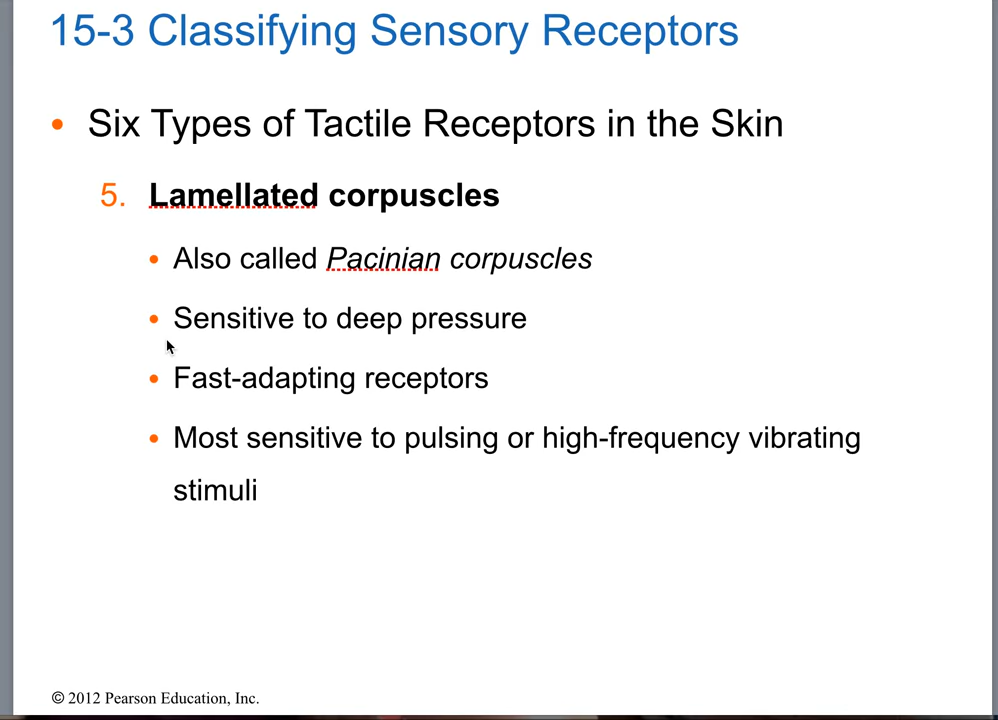 15-3 Classifying Sensory Receptors
• Six Types of Tactile Receptors in the Skin
5. Lamellated corpuscles
• Also called Pacinian corpuscles
• Sensitive to deep pressure
• Fast-adapting receptors
• Most sensitive to pulsing or high-frequency vibrating
stimuli
© 2012 Pearson Education, Inc.